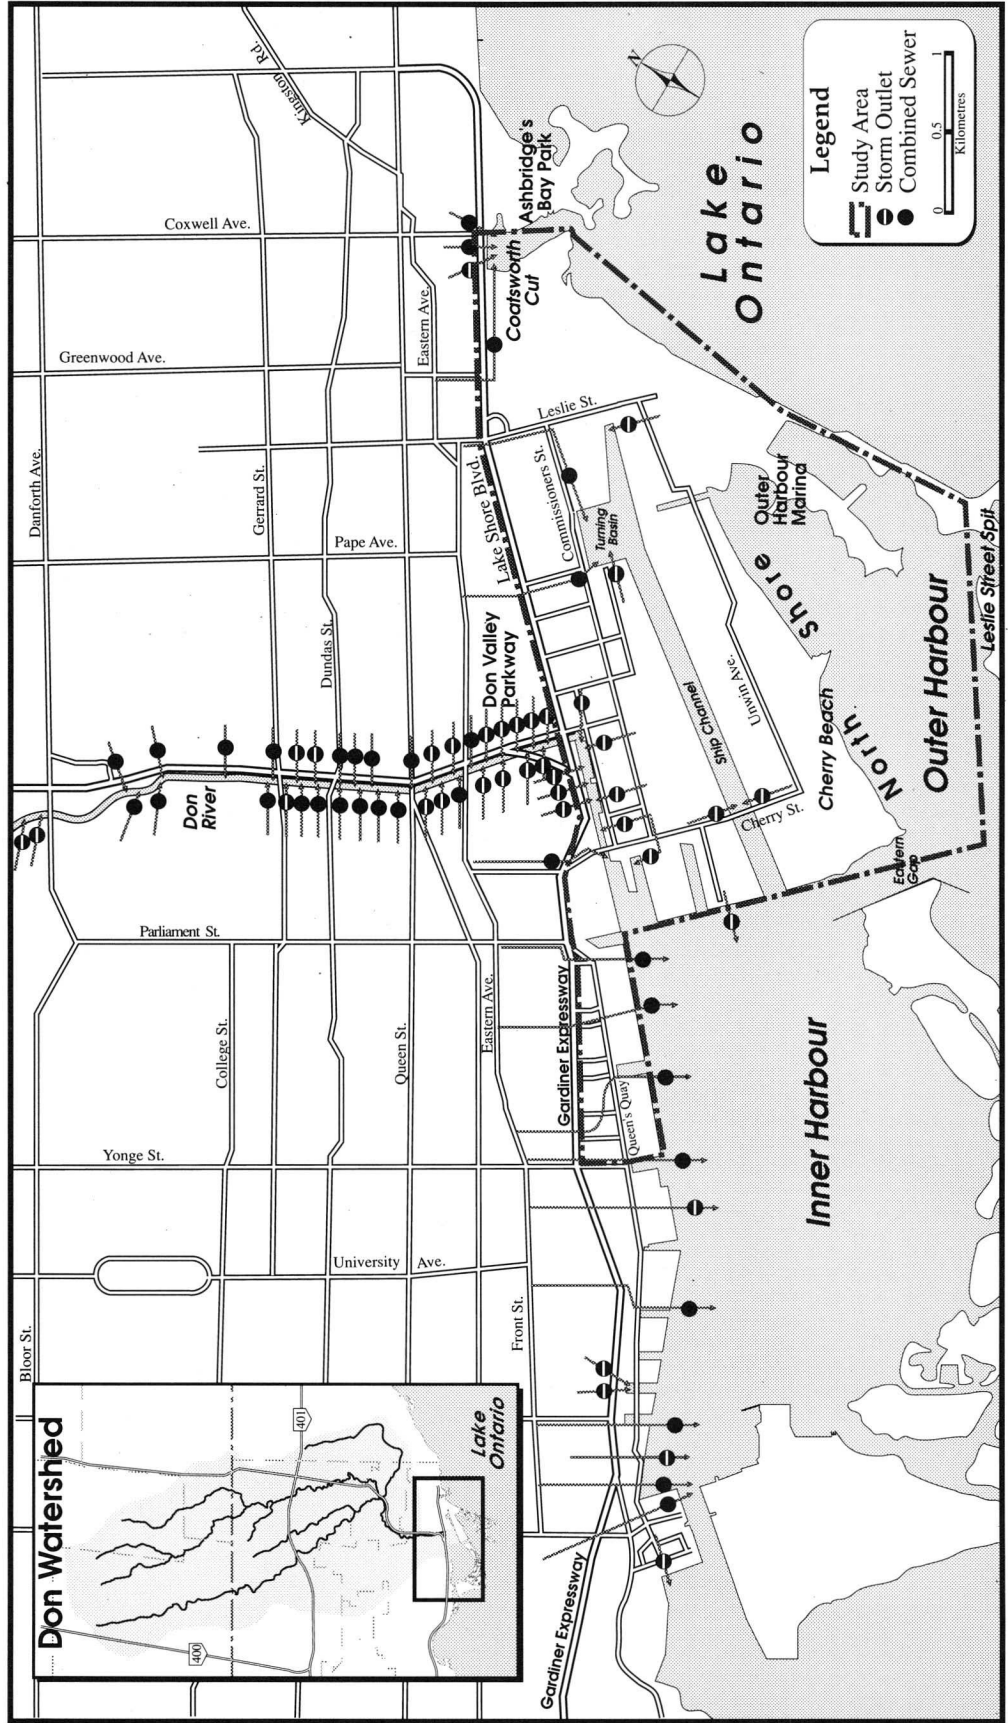 Don Watershed
400
401
Lake
Ontario
Legend
Study Area
Storm Outlet
Combined Sewer
0
0.5
1
Kilometres
N
Bloor St.
Danforth Ave.
Yonge St.
University Ave.
Parliament St.
College St.
Queen St.
Eastern Ave.
Front St.
Gardiner Expressway
Gardiner Expressway
Queen's Quay
Don
River
Don Valley
Parkway
Dundas St.
Gerrard St.
Pape Ave.
Greenwood Ave.
Coxwell Ave.
Kingston
Rd.
Eastern Ave.
Lake Shore Blvd.
Leslie St.
Commissioners St.
Turning
Basin
Ship Channel
Unwin Ave.
Cherry St.
Cherry Beach
North Shore
Outer
Harbour
Marina
Coatsworth
Cut
Ashbridge's
Bay Park
Lake
Ontario
Outer Harbour
Leslie Street Spit
Eastern
Gap
Inner Harbour